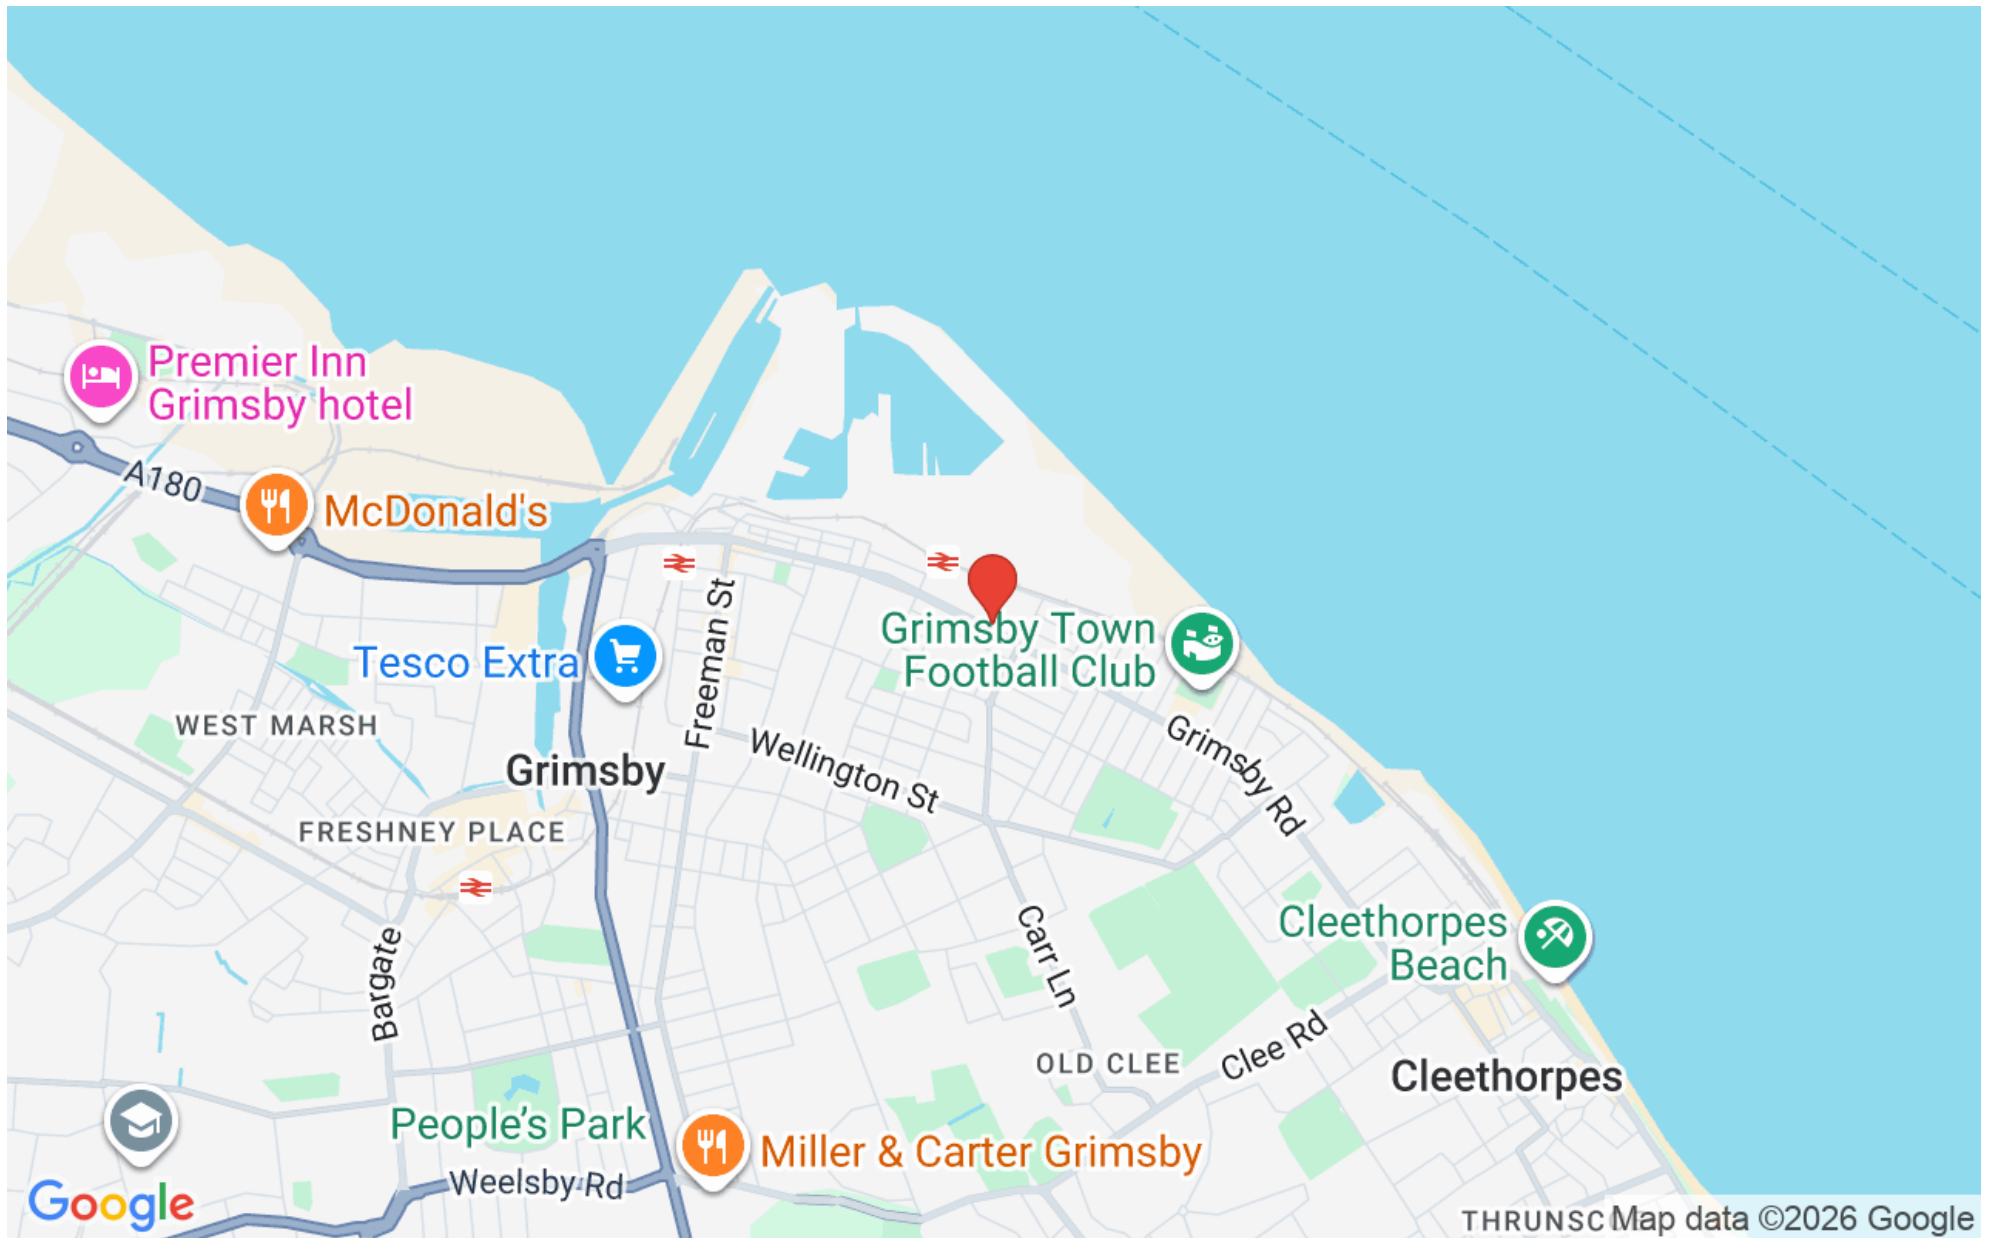 Premier Inn
Grimsby hotel
A180
McDonald's
Grimsby Town
Football Club
Tesco Extra
Freeman St
WEST MARSH
Grimsby Rd
Wellington St
Grimsby
FRESHNEY PLACE
Cleethorpes
Beach
Carr Ln
Bargate
Clee Rd
OLD CLEE
Cleethorpes
People's Park
Miller & Carter Grimsby
Weelsby Rd
Google
Map data ©2026 Google